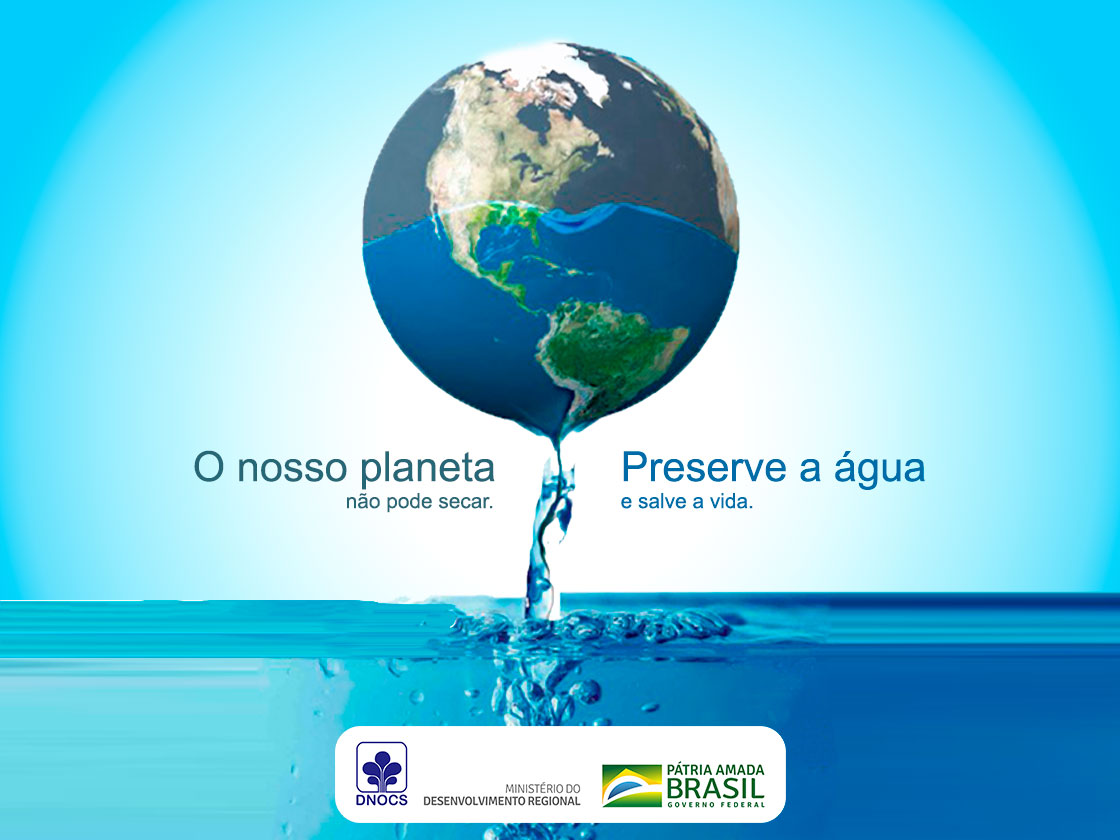 O nosso planeta
não pode secar.
Preserve a água
e salve a vida.
DNOCS
MINISTÉRIO DO
DESENVOLVIMENTO REGIONAL
PÁTRIA AMADA
BRASIL
GOVERNO FEDERAL